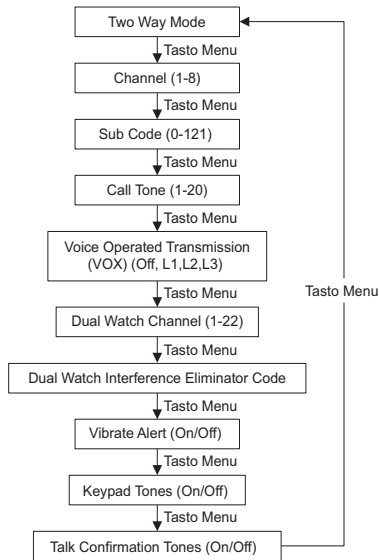 Two Way Mode
Tasto Menu
Channel (1-8)
Tasto Menu
Sub Code (0-121)
Tasto Menu
Call Tone (1-20)
Tasto Menu
Voice Operated Transmission
(VOX) (Off, L1,L2,L3)
Tasto Menu
Tasto Menu
Dual Watch Channel (1-22)
Tasto Menu
Dual Watch Interference Eliminator Code
Tasto Menu
Vibrate Alert (On/Off)
Tasto Menu
Keypad Tones (On/Off)
Tasto Menu
Talk Confirmation Tones (On/Off)